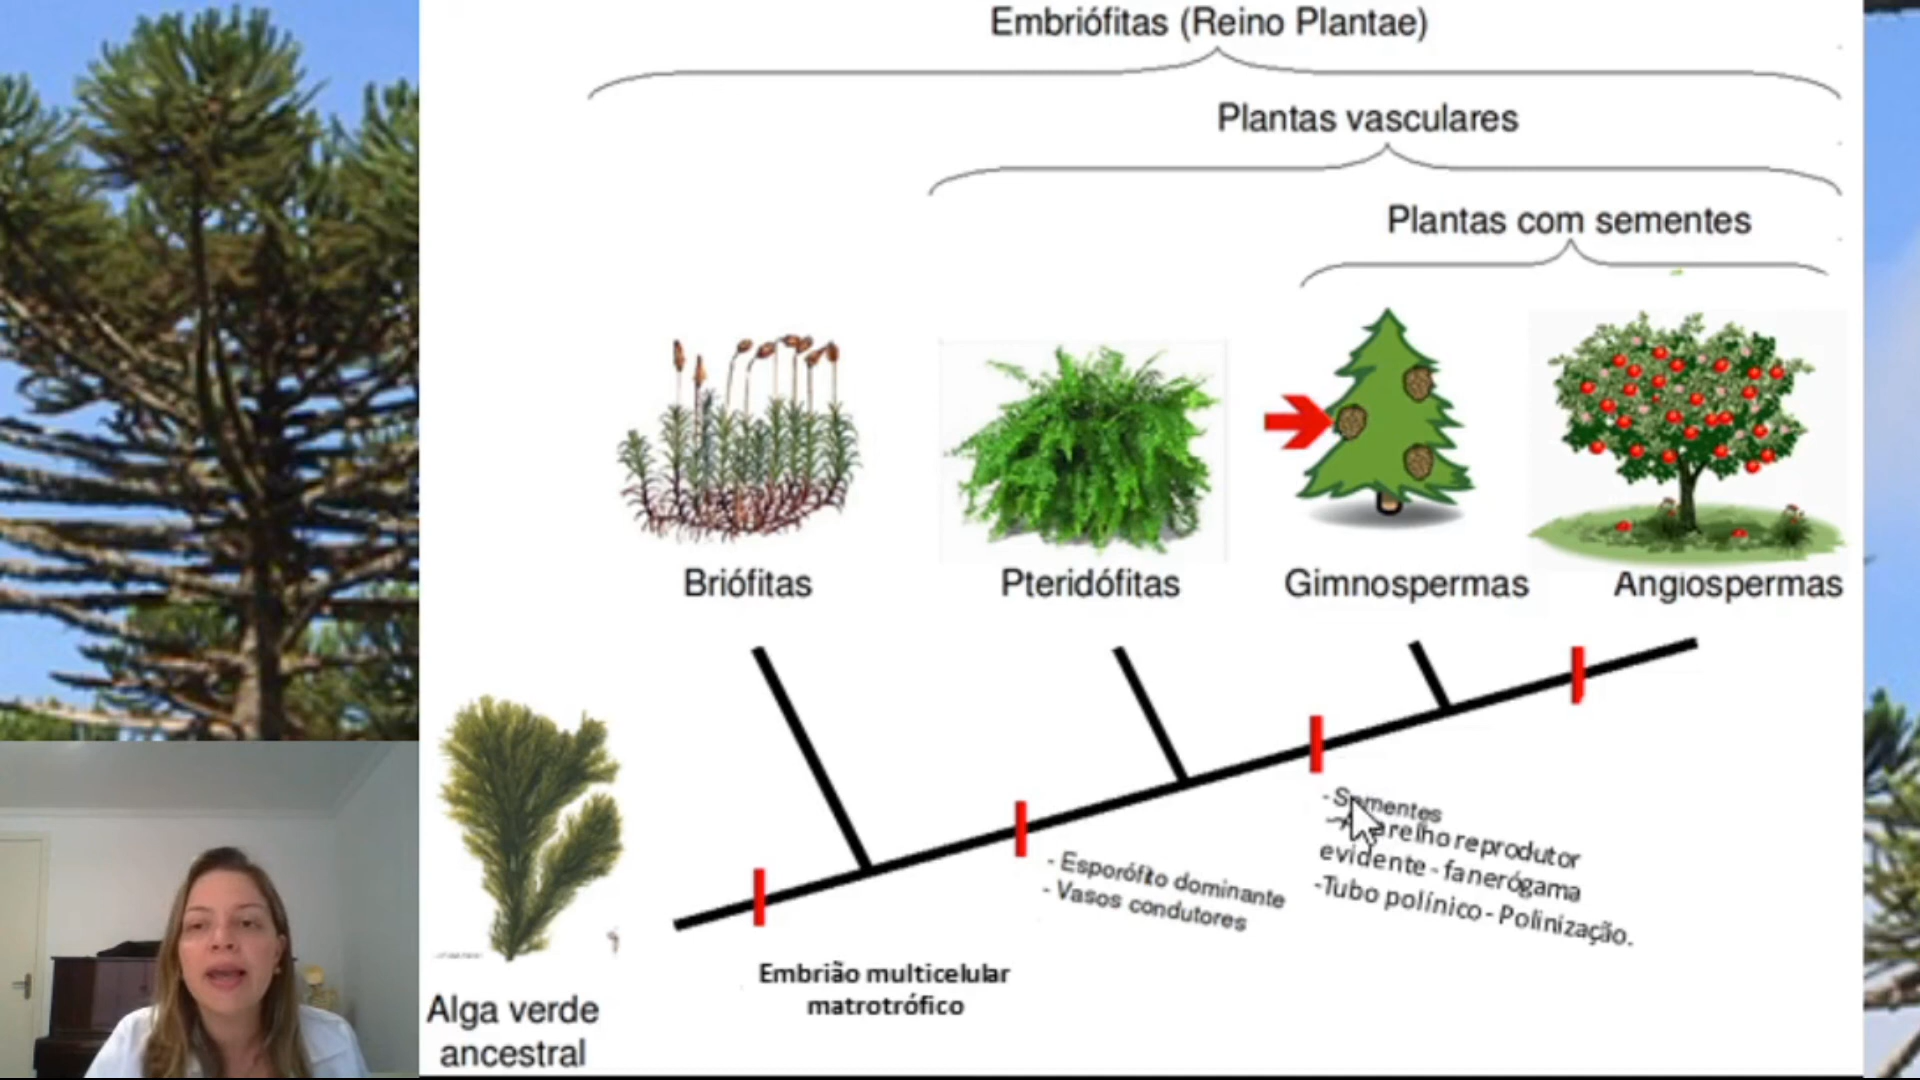 Embriófitas (Reino Plantae)
Plantas vasculares
Plantas com sementes
Briófitas
Pteridófitas
Gimnospermas
Angiospermas
- Sementes
- Aparelho reprodutor
evidente - fanerógama
-Tubo polínico - Polinização.
- Esporófito dominante
- Vasos condutores
Embrião multicelular
matrotrófico
Alga verde
ancestral